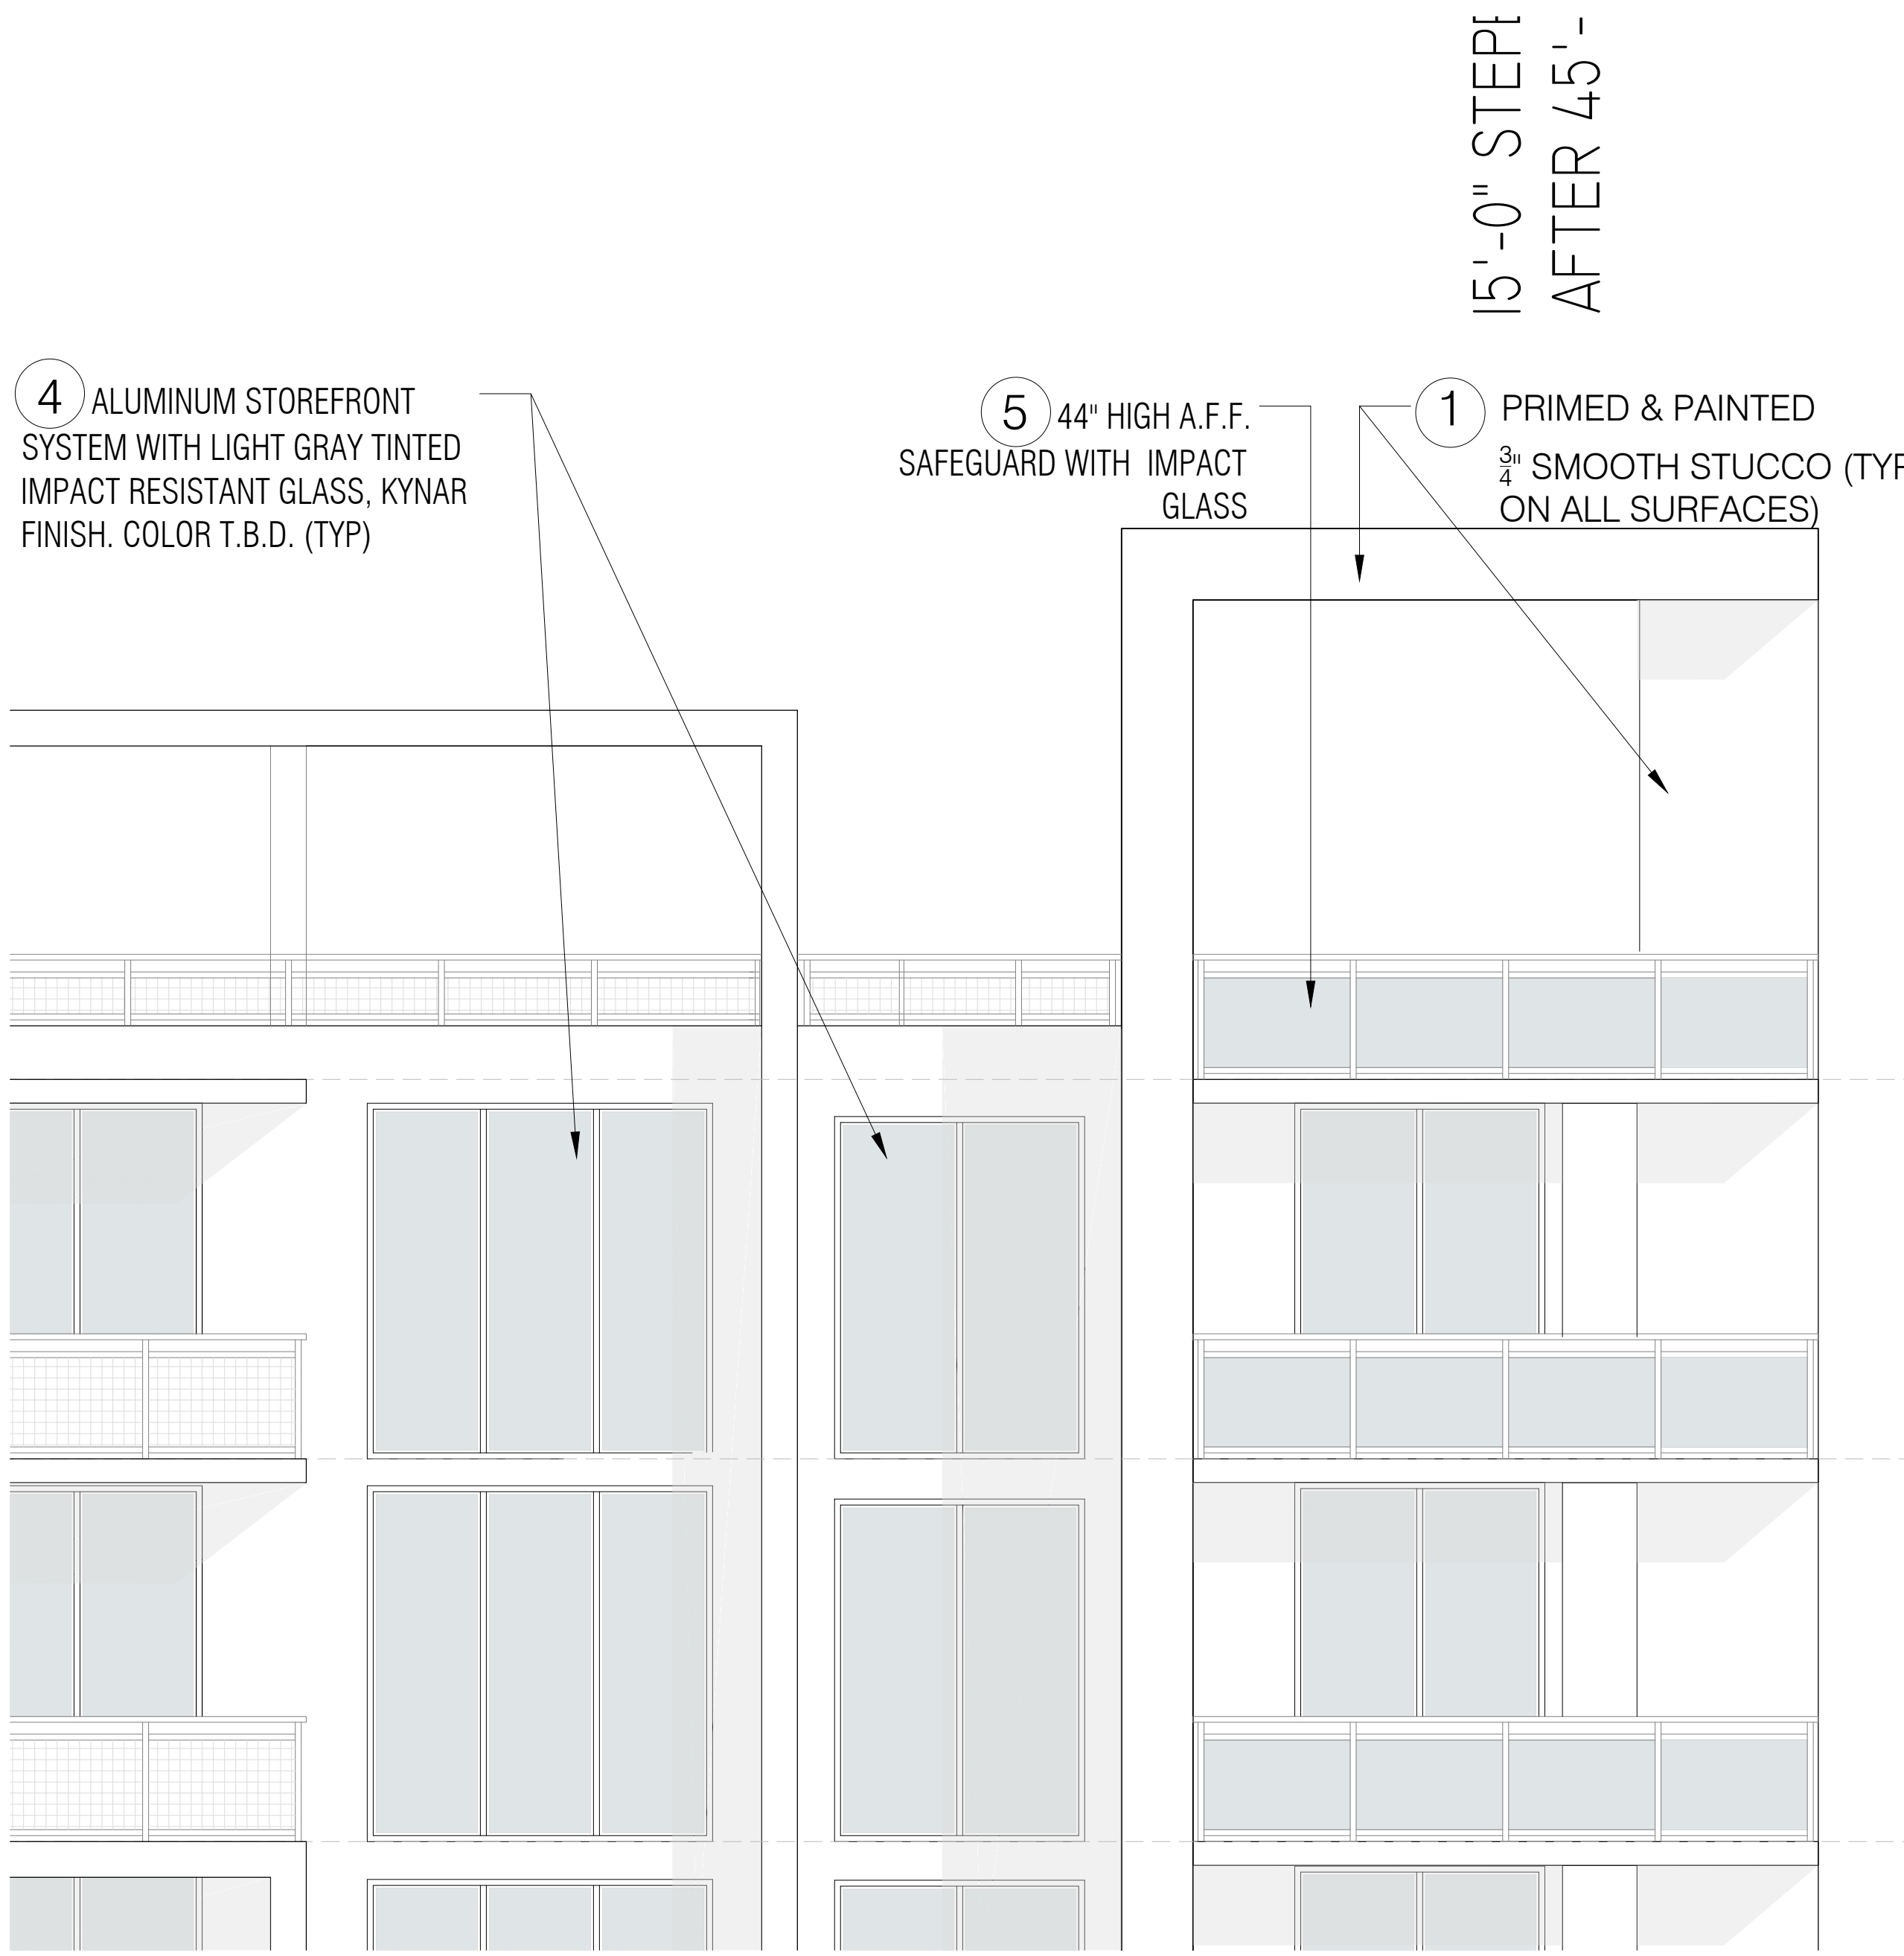 15'-0" STEP
AFTER 45'-
4 ALUMINUM STOREFRONT
SYSTEM WITH LIGHT GRAY TINTED
IMPACT RESISTANT GLASS, KYNAR
FINISH. COLOR T.B.D. (TYP)
5 44" HIGH A.F.F.
SAFEGUARD WITH IMPACT
GLASS
1 PRIMED & PAINTED
3/4" SMOOTH STUCCO (TYP
ON ALL SURFACES)